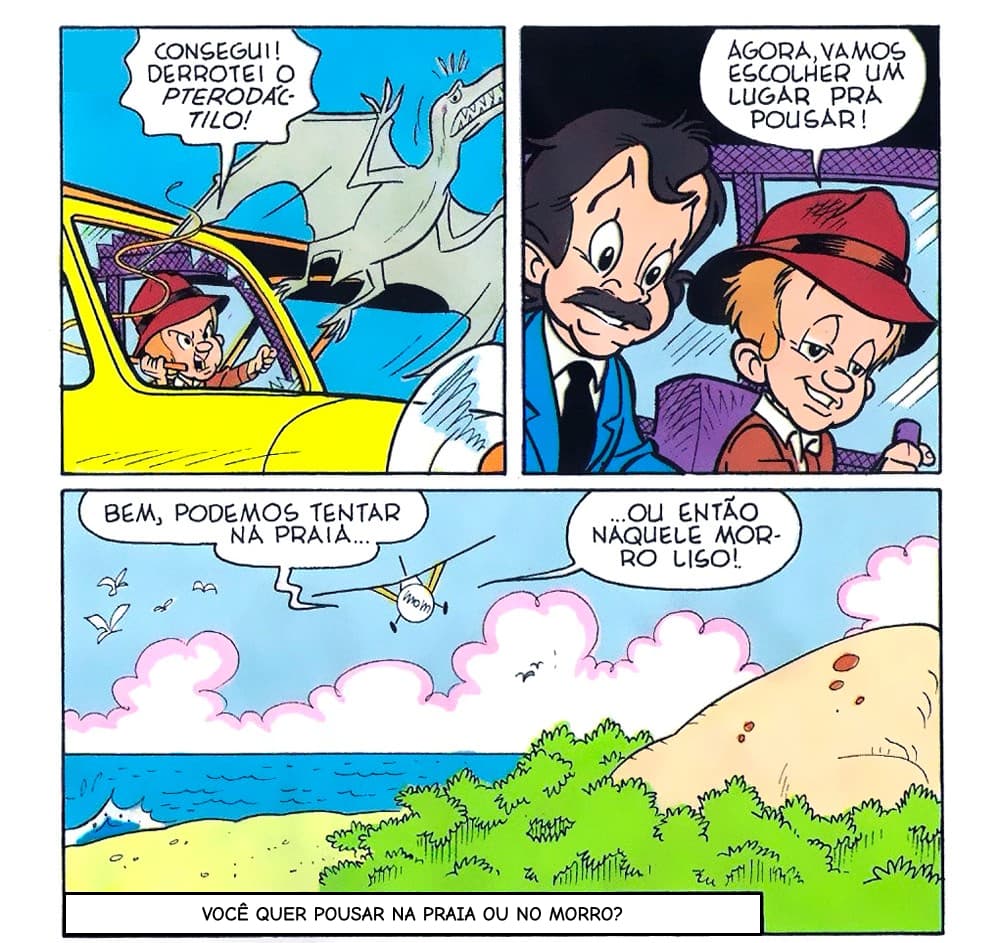 CONSEGUI!
DERROTEI O
PTERODÁC-
TILO!
AGORA, VAMOS
ESCOLHER UM
LUGAR PRA
POUSAR!
BEM, PODEMOS TENTAR
NA PRAIA...
...OU ENTÃO
NAQUELE MOR-
RO LISO!
VOCÊ QUER POUSAR NA PRAIA OU NO MORRO?